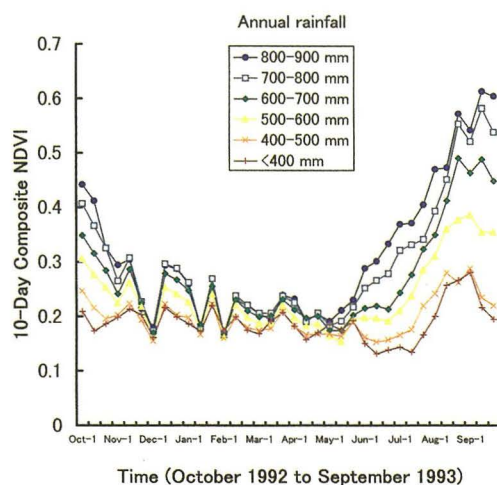 Annual rainfall
800-900 mm
700-800 mm
600-700 mm
500-600 mm
400-500 mm
<400 mm
10-Day Composite NDVI
0.7
0.6
0.5
0.4
0.3
0.2
0.1
0
Oct-1 Nov-1 Dec-1 Jan-1 Feb-1 Mar-1 Apr-1 May-1 Jun-1 Jul-1 Aug-1 Sep-1
Time (October 1992 to September 1993)